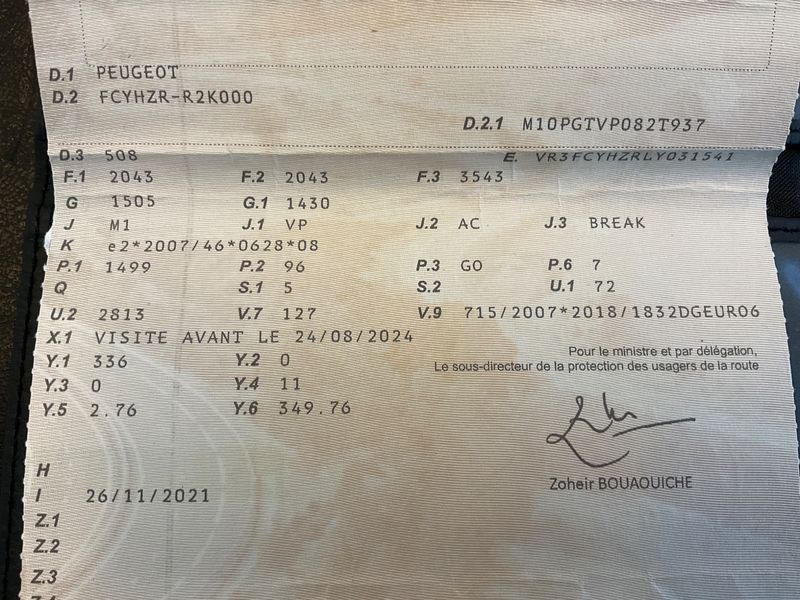 D.1 PEUGEOT
D.2 FCYHZR-R2K000
D.2.1 M10PGTVP082T937
D.3 508 E. VR3FCYHZRLY031541
F.1 2043 F.2 2043 F.3 3543
G 1505 G.1 1430
J M1 J.1 VP J.2 AC J.3 BREAK
K e2*2007/46*0628*08
P.1 1499 P.2 96 P.3 GO P.6 7
Q S.1 5 S.2 U.1 72
U.2 2813 V.7 127 V.9 715/2007*2018/1832DGEURO6
X.1 VISITE AVANT LE 24/08/2024
Y.1 336 Y.2 0
Pour le ministre et par délégation,
Le sous-directeur de la protection des usagers de la route
Y.3 0 Y.4 11
Y.5 2.76 Y.6 349.76
Zoheir BOUAOUICHE
H
I 26/11/2021
Z.1
Z.2
Z.3